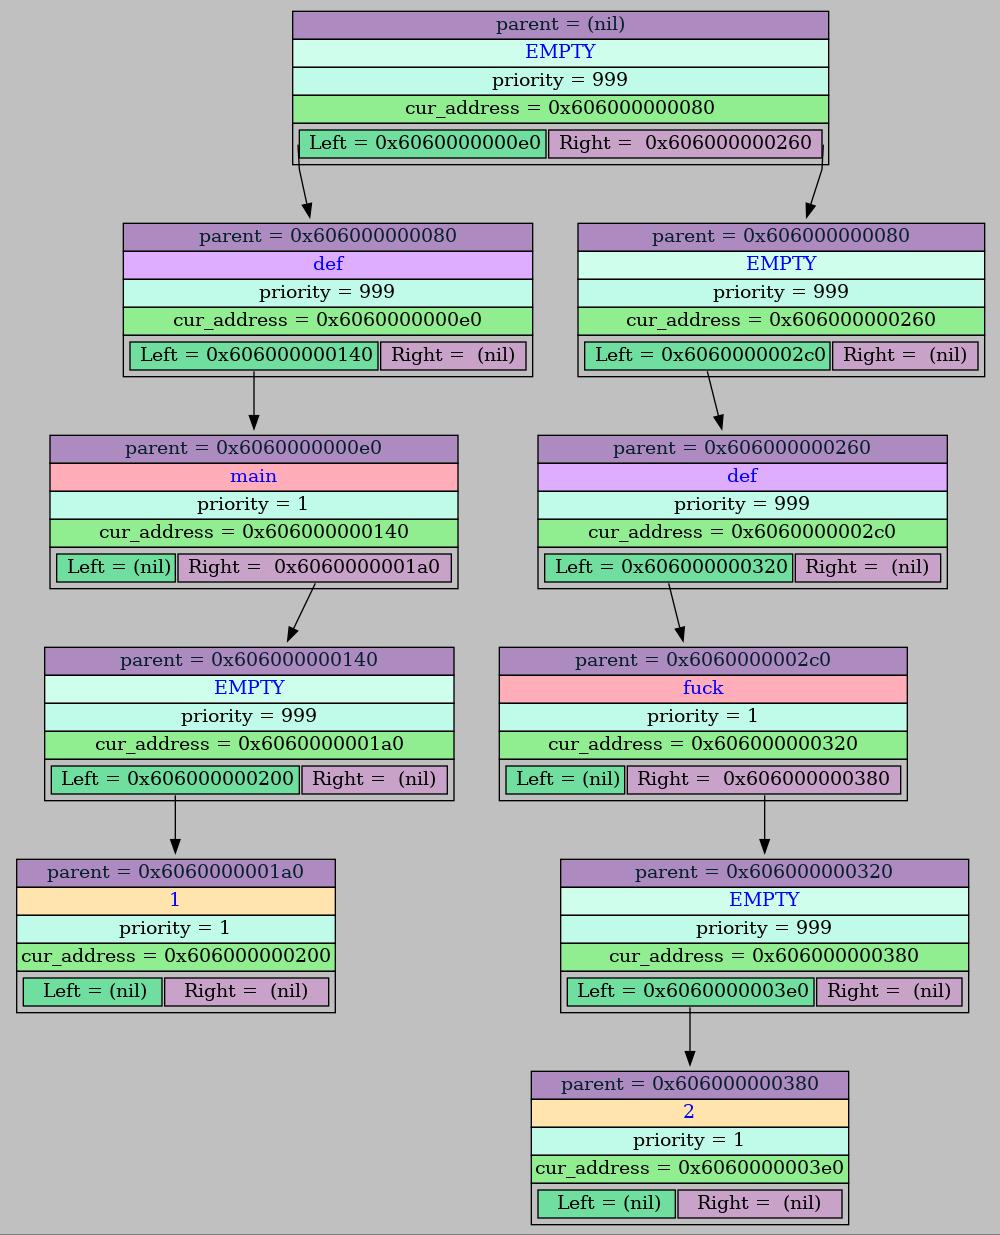 parent = (nil)
EMPTY
priority = 999
cur_address = 0x606000000080
Left = 0x6060000000e0 Right =  0x606000000260
parent = 0x606000000080
def
priority = 999
cur_address = 0x6060000000e0
Left = 0x606000000140 Right =  (nil)
parent = 0x606000000080
EMPTY
priority = 999
cur_address = 0x606000000260
Left = 0x6060000002c0 Right =  (nil)
parent = 0x6060000000e0
main
priority = 1
cur_address = 0x606000000140
Left = (nil) Right =  0x6060000001a0
parent = 0x606000000260
def
priority = 999
cur_address = 0x6060000002c0
Left = 0x606000000320 Right =  (nil)
parent = 0x606000000140
EMPTY
priority = 999
cur_address = 0x6060000001a0
Left = 0x606000000200 Right =  (nil)
parent = 0x6060000002c0
fuck
priority = 1
cur_address = 0x606000000320
Left = (nil) Right =  0x606000000380
parent = 0x6060000001a0
1
priority = 1
cur_address = 0x606000000200
Left = (nil) Right =  (nil)
parent = 0x606000000320
EMPTY
priority = 999
cur_address = 0x606000000380
Left = 0x6060000003e0 Right =  (nil)
parent = 0x606000000380
2
priority = 1
cur_address = 0x6060000003e0
Left = (nil) Right =  (nil)